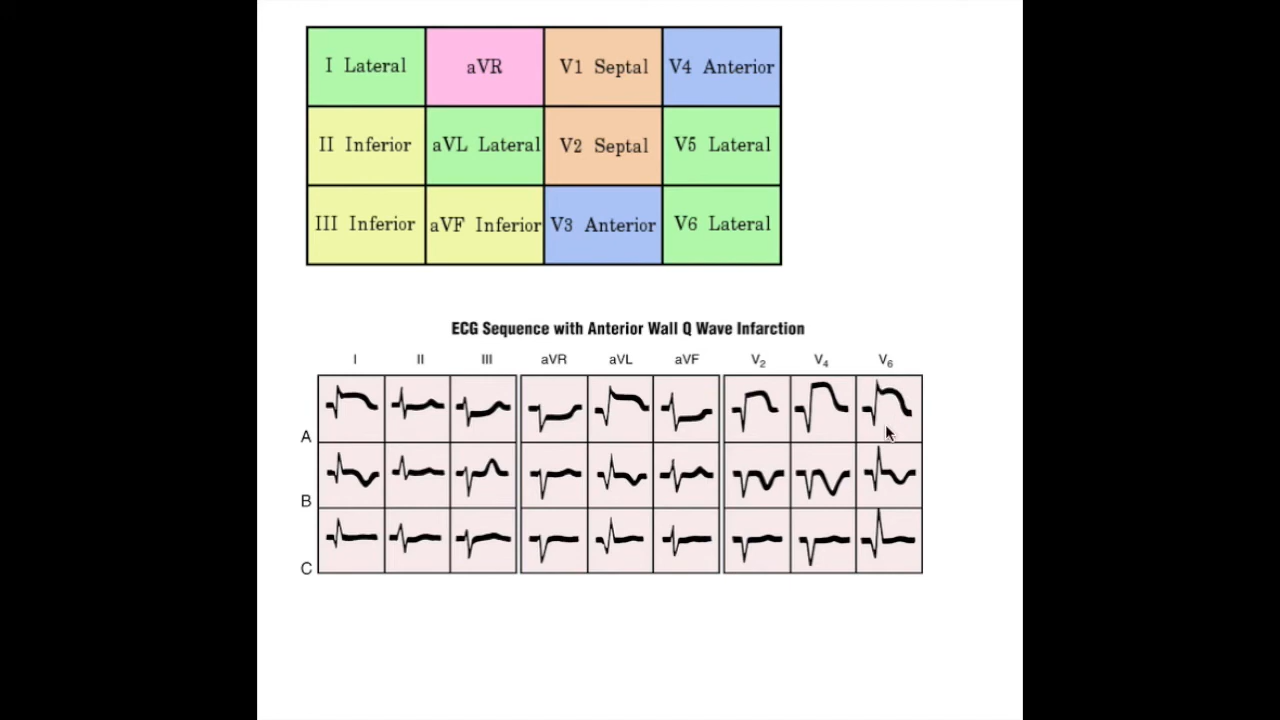 I Lateral aVR V1 Septal V4 Anterior
II Inferior aVL Lateral V2 Septal V5 Lateral
III Inferior aVF Inferior V3 Anterior V6 Lateral
ECG Sequence with Anterior Wall Q Wave Infarction
I II III aVR aVL aVF V2 V4 V6
A
B
C